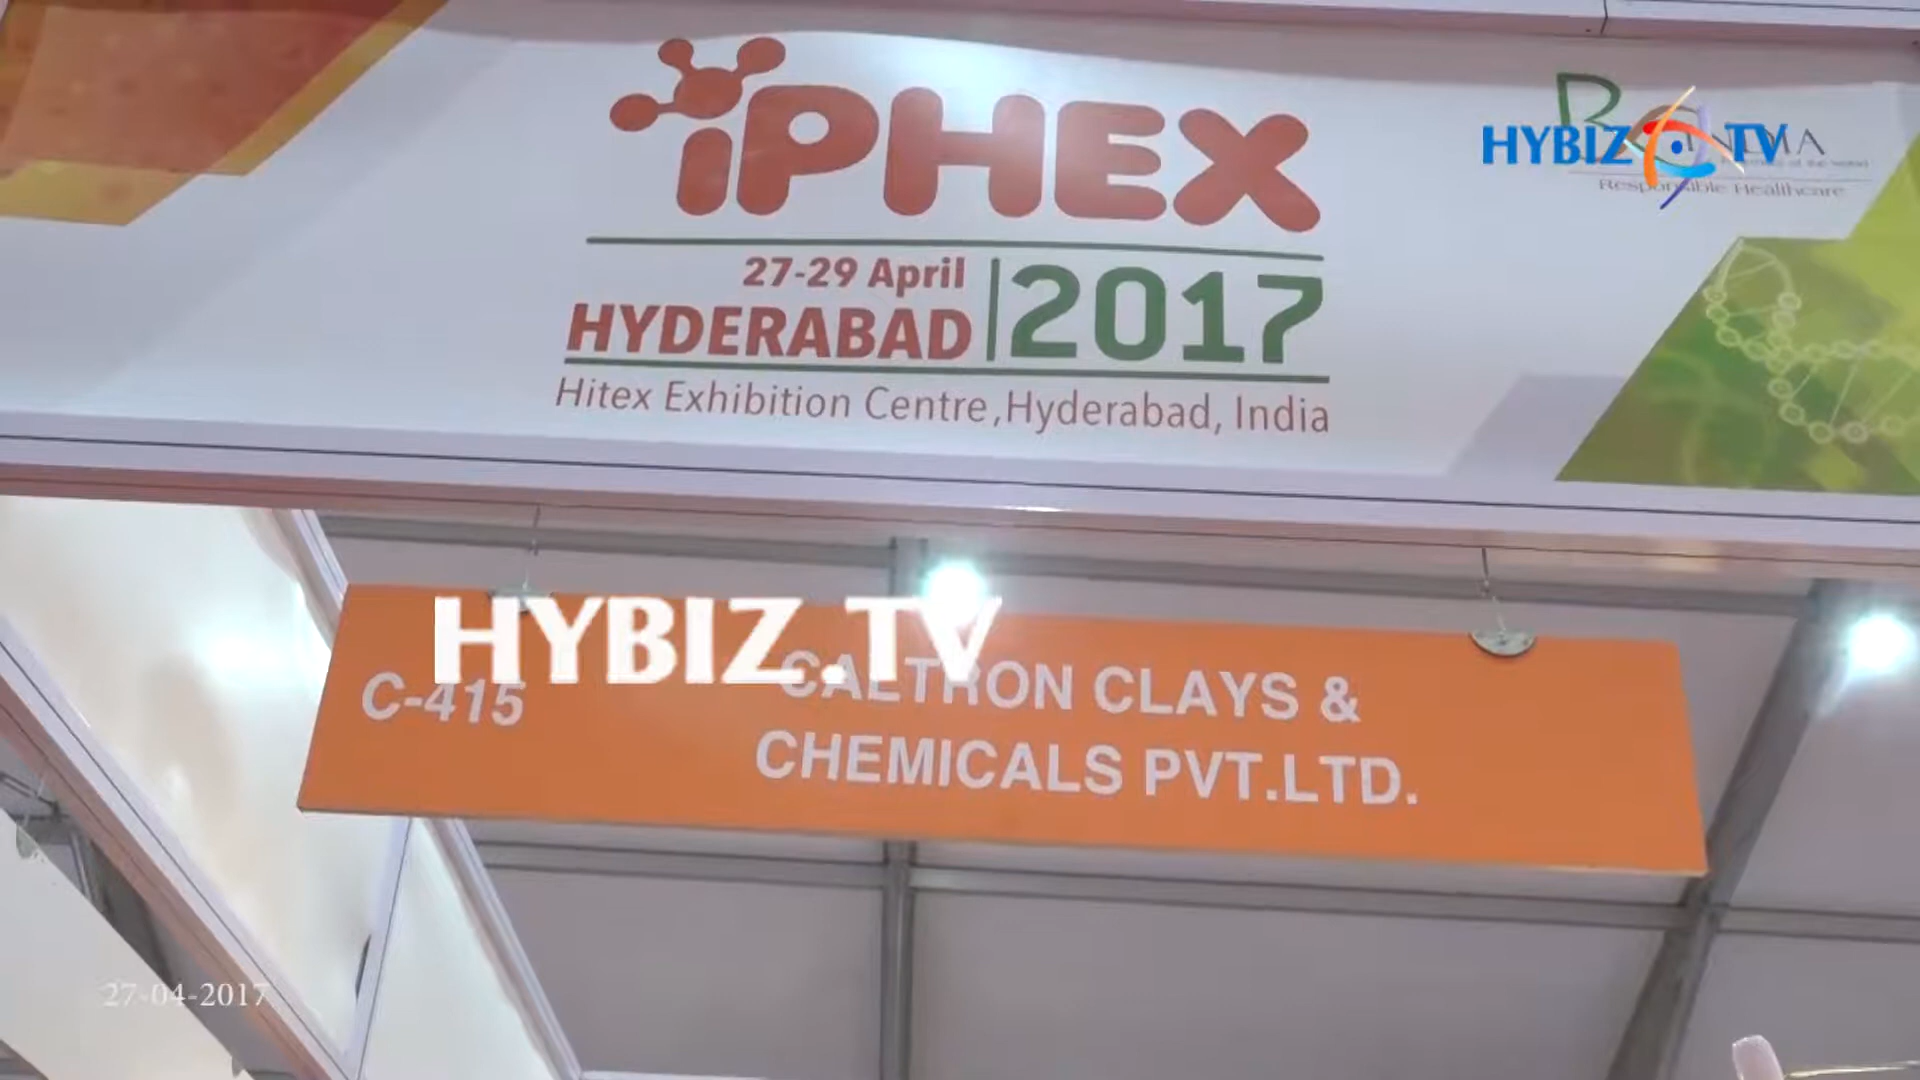 iPHEX
27-29 April
HYDERABAD
2017
Hitex Exhibition Centre, Hyderabad, India
HYBIZ TV
Responsible Healthcare
HYBIZ.TV
C-415
CALTRON CLAYS &
CHEMICALS PVT.LTD.
27-04-2017